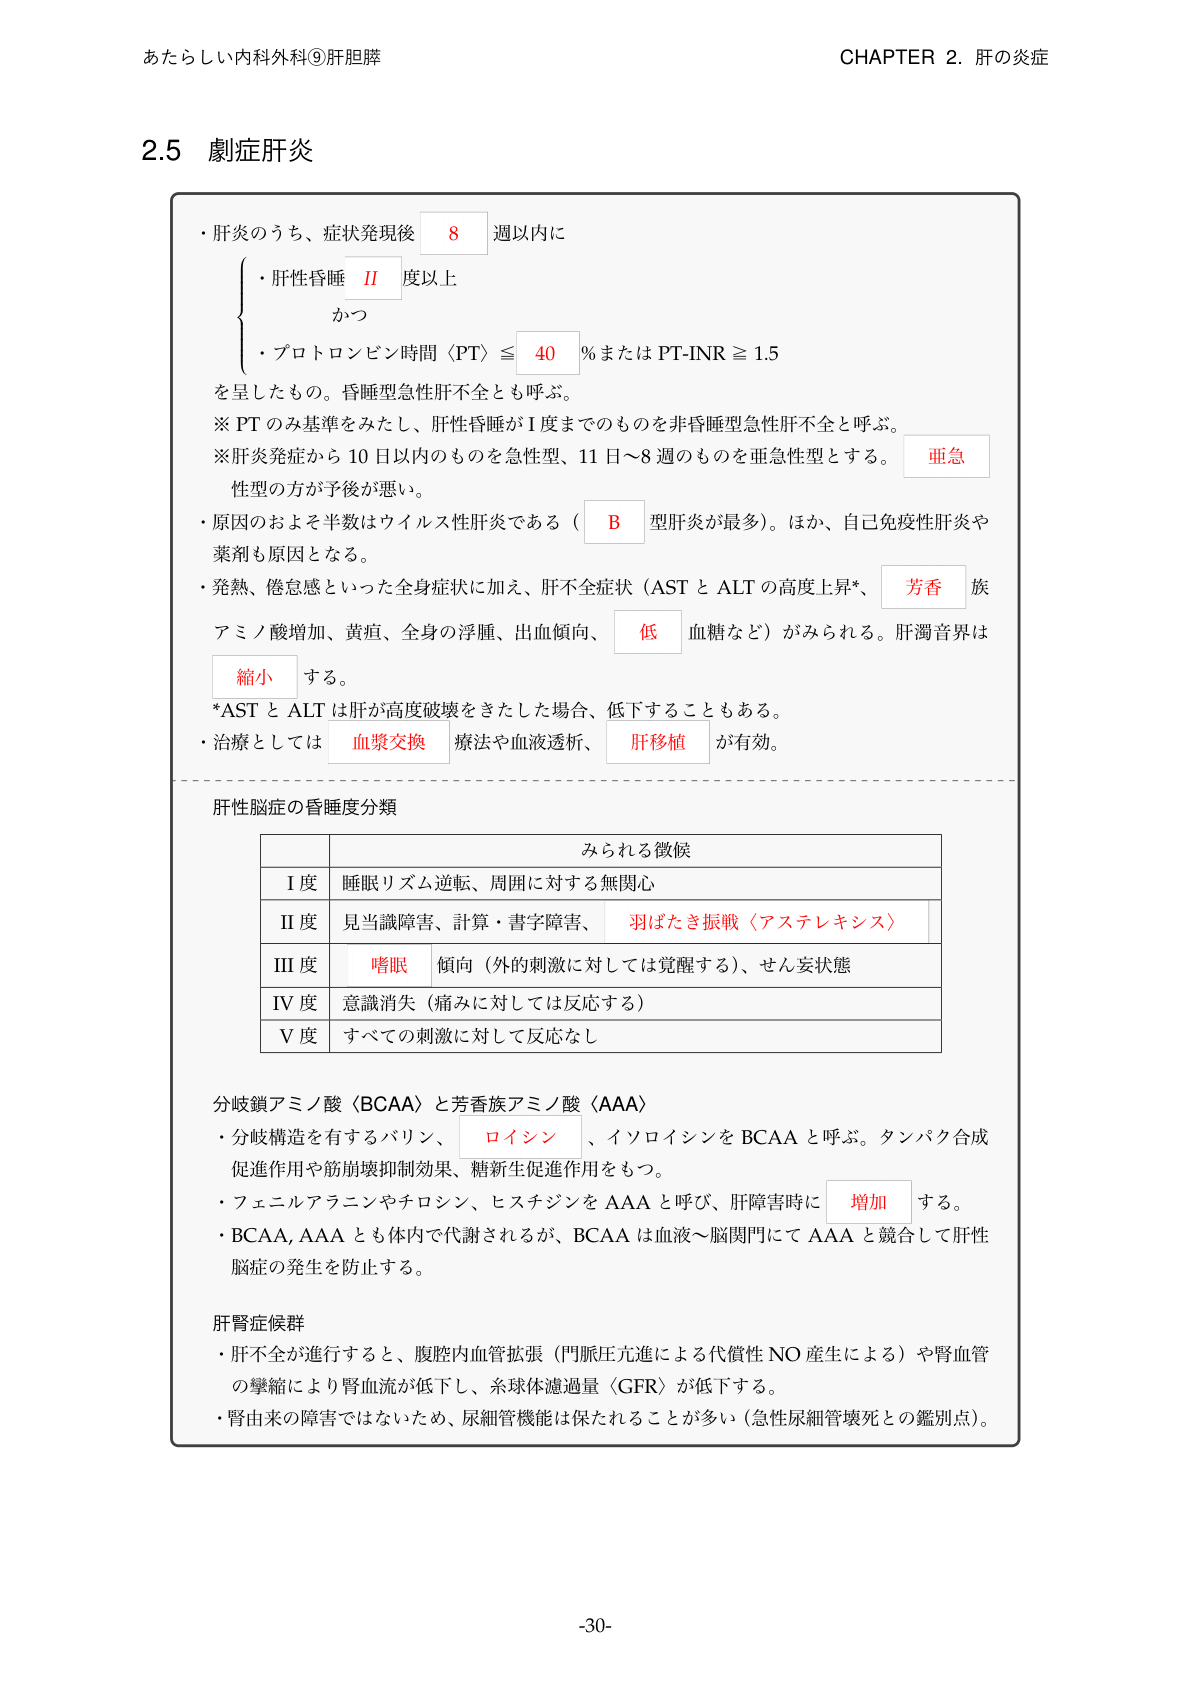 あたらしい内科外科⑨肝胆膵
CHAPTER 2. 肝の炎症
2.5 劇症肝炎
・肝炎のうち、症状発現後 8 週以内に
・肝性昏睡 II 度以上
かつ
・プロトロンビン時間〈PT〉≦ 40 %または PT-INR ≧ 1.5
を呈したもの。昏睡型急性肝不全とも呼ぶ。
※ PT のみ基準をみたし、肝性昏睡が I 度までのものを非昏睡型急性肝不全と呼ぶ。
※肝炎発症から 10 日以内のものを急性型、11 日〜8 週のものを亜急性型とする。 亜急
性型の方が予後が悪い。
・原因のおよそ半数はウイルス性肝炎である（ B 型肝炎が最多）。ほか、自己免疫性肝炎や
薬剤も原因となる。
・発熱、倦怠感といった全身症状に加え、肝不全症状（AST と ALT の高度上昇*、 芳香 族
アミノ酸増加、黄疸、全身の浮腫、出血傾向、 低 血糖など）がみられる。肝濁音界は
縮小 する。
*AST と ALT は肝が高度破壊をきたした場合、低下することもある。
・治療としては 血漿交換 療法や血液透析、 肝移植 が有効。
肝性脳症の昏睡度分類
みられる徴候
I 度 睡眠リズム逆転、周囲に対する無関心
II 度 見当識障害、計算・書字障害、 羽ばたき振戦〈アステレキシス〉
III 度 嗜眠 傾向（外的刺激に対しては覚醒する）、せん妄状態
IV 度 意識消失（痛みに対しては反応する）
V 度 すべての刺激に対して反応なし
分岐鎖アミノ酸〈BCAA〉と芳香族アミノ酸〈AAA〉
・分岐構造を有するバリン、 ロイシン 、イソロイシンを BCAA と呼ぶ。タンパク合成
促進作用や筋崩壊抑制効果、糖新生促進作用をもつ。
・フェニルアラニンやチロシン、ヒスチジンを AAA と呼び、肝障害時に 増加 する。
・BCAA, AAA とも体内で代謝されるが、BCAA は血液〜脳関門にて AAA と競合して肝性
脳症の発生を防止する。
肝腎症候群
・肝不全が進行すると、腹腔内血管拡張（門脈圧亢進による代償性 NO 産生による）や腎血管
の攣縮により腎血流が低下し、糸球体濾過量〈GFR〉が低下する。
・腎由来の障害ではないため、尿細管機能は保たれることが多い（急性尿細管壊死との鑑別点）。
-30-